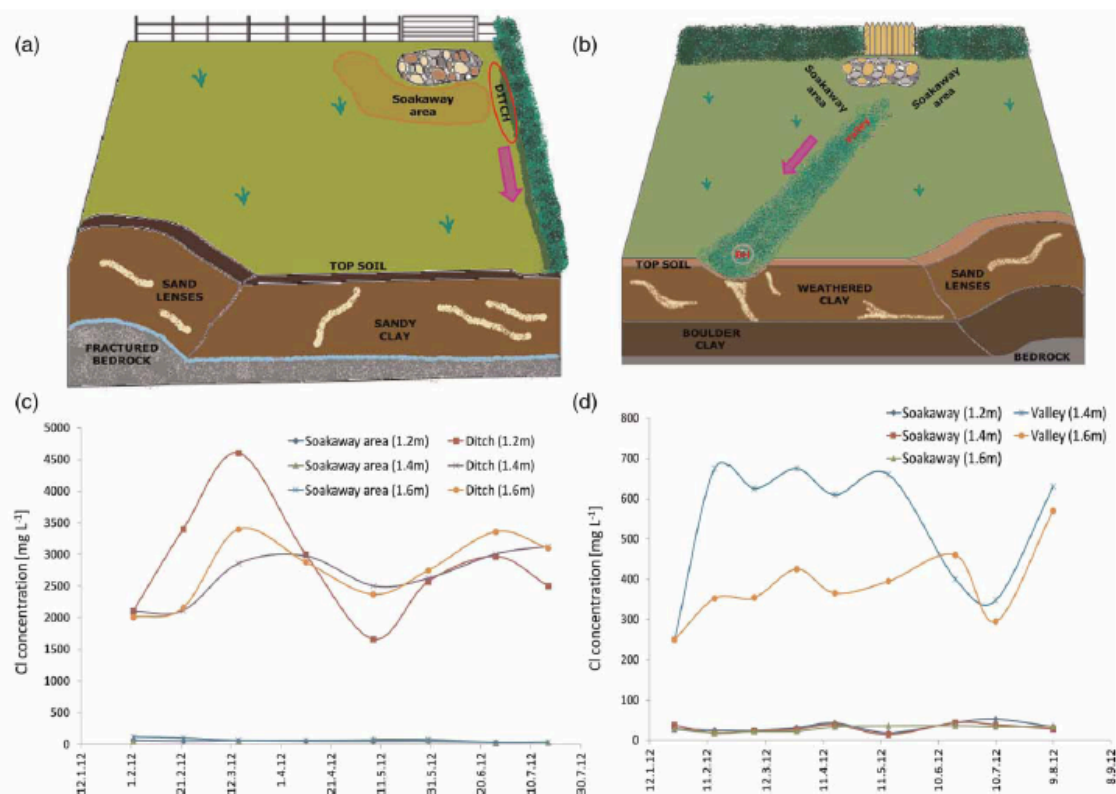 (a)
Soakaway
area
DITCH
TOP SOIL
SAND
LENSES
SANDY
CLAY
FRACTURED
BEDROCK
(b)
Soakaway
area
Soakaway
area
TOP SOIL
WEATHERED
CLAY
SAND
LENSES
BOULDER
CLAY
BEDROCK
(c)
Soakaway area (1.2m)
Ditch (1.2m)
Soakaway area (1.4m)
Ditch (1.4m)
Soakaway area (1.6m)
Ditch (1.6m)
Cl concentration [mg L-1]
5000
4500
4000
3500
3000
2500
2000
1500
1000
500
0
12.1.12
1.2.12
21.2.12
12.3.12
1.4.12
21.4.12
11.5.12
31.5.12
20.6.12
10.7.12
30.7.12
(d)
Soakaway (1.2m)
Valley (1.4m)
Soakaway (1.4m)
Valley (1.6m)
Soakaway (1.6m)
Cl concentration [mg L-1]
800
700
600
500
400
300
200
100
0
12.1.12
11.2.12
12.3.12
11.4.12
11.5.12
10.6.12
10.7.12
9.8.12
8.9.12